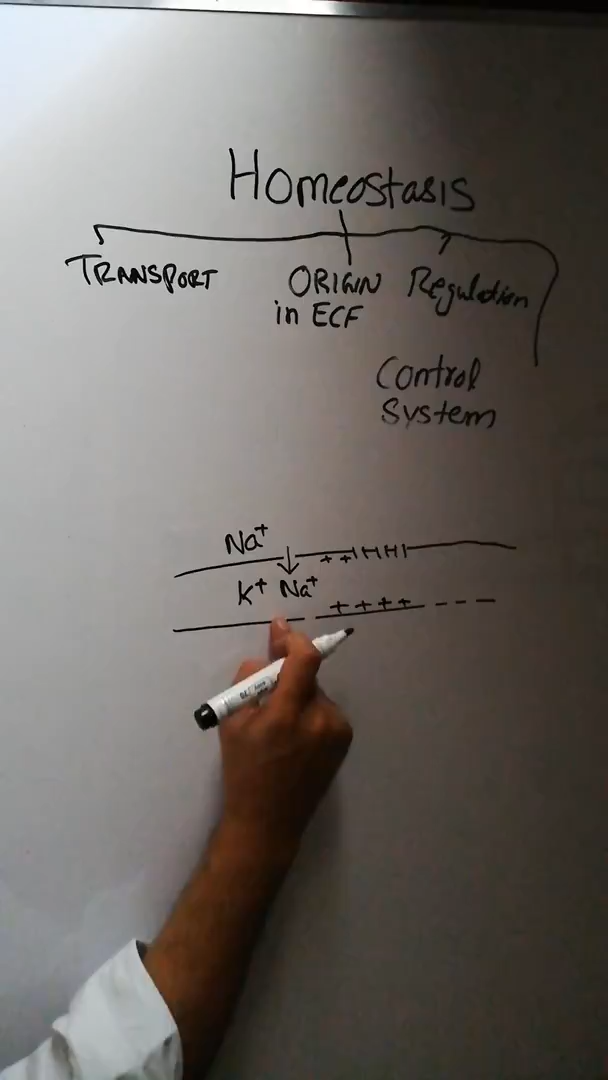 Homeostasis
TRANSPORT
ORIGIN
in ECF
Regulation
Control
System
Na⁺
K⁺ Na⁺
+ +
+ + + + - - -